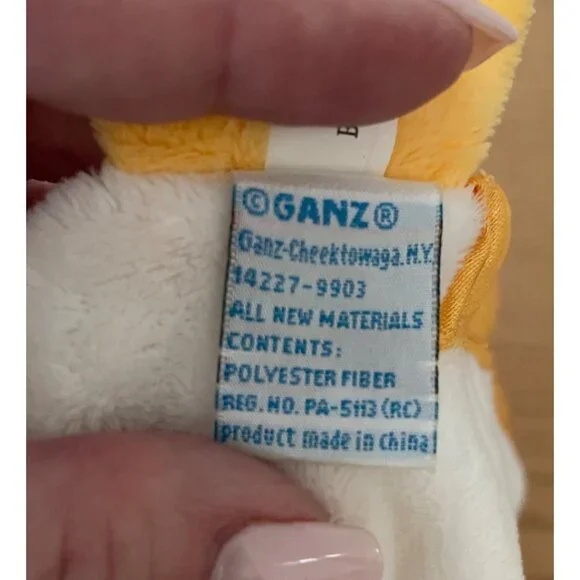 B
©GANZ®
Ganz-Cheektowaga.N.Y.
14227-9903
ALL NEW MATERIALS
CONTENTS:
POLYESTER FIBER
REG. NO. PA-5113 (RC)
product made in china